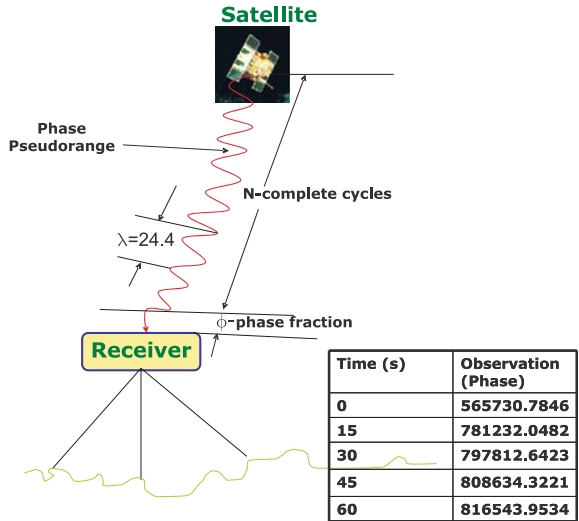 Satellite
Phase
Pseudorange
N-complete cycles
λ=24.4
ϕ-phase fraction
Receiver
Time (s) Observation
(Phase)
0 565730.7846
15 781232.0482
30 797812.6423
45 808634.3221
60 816543.9534